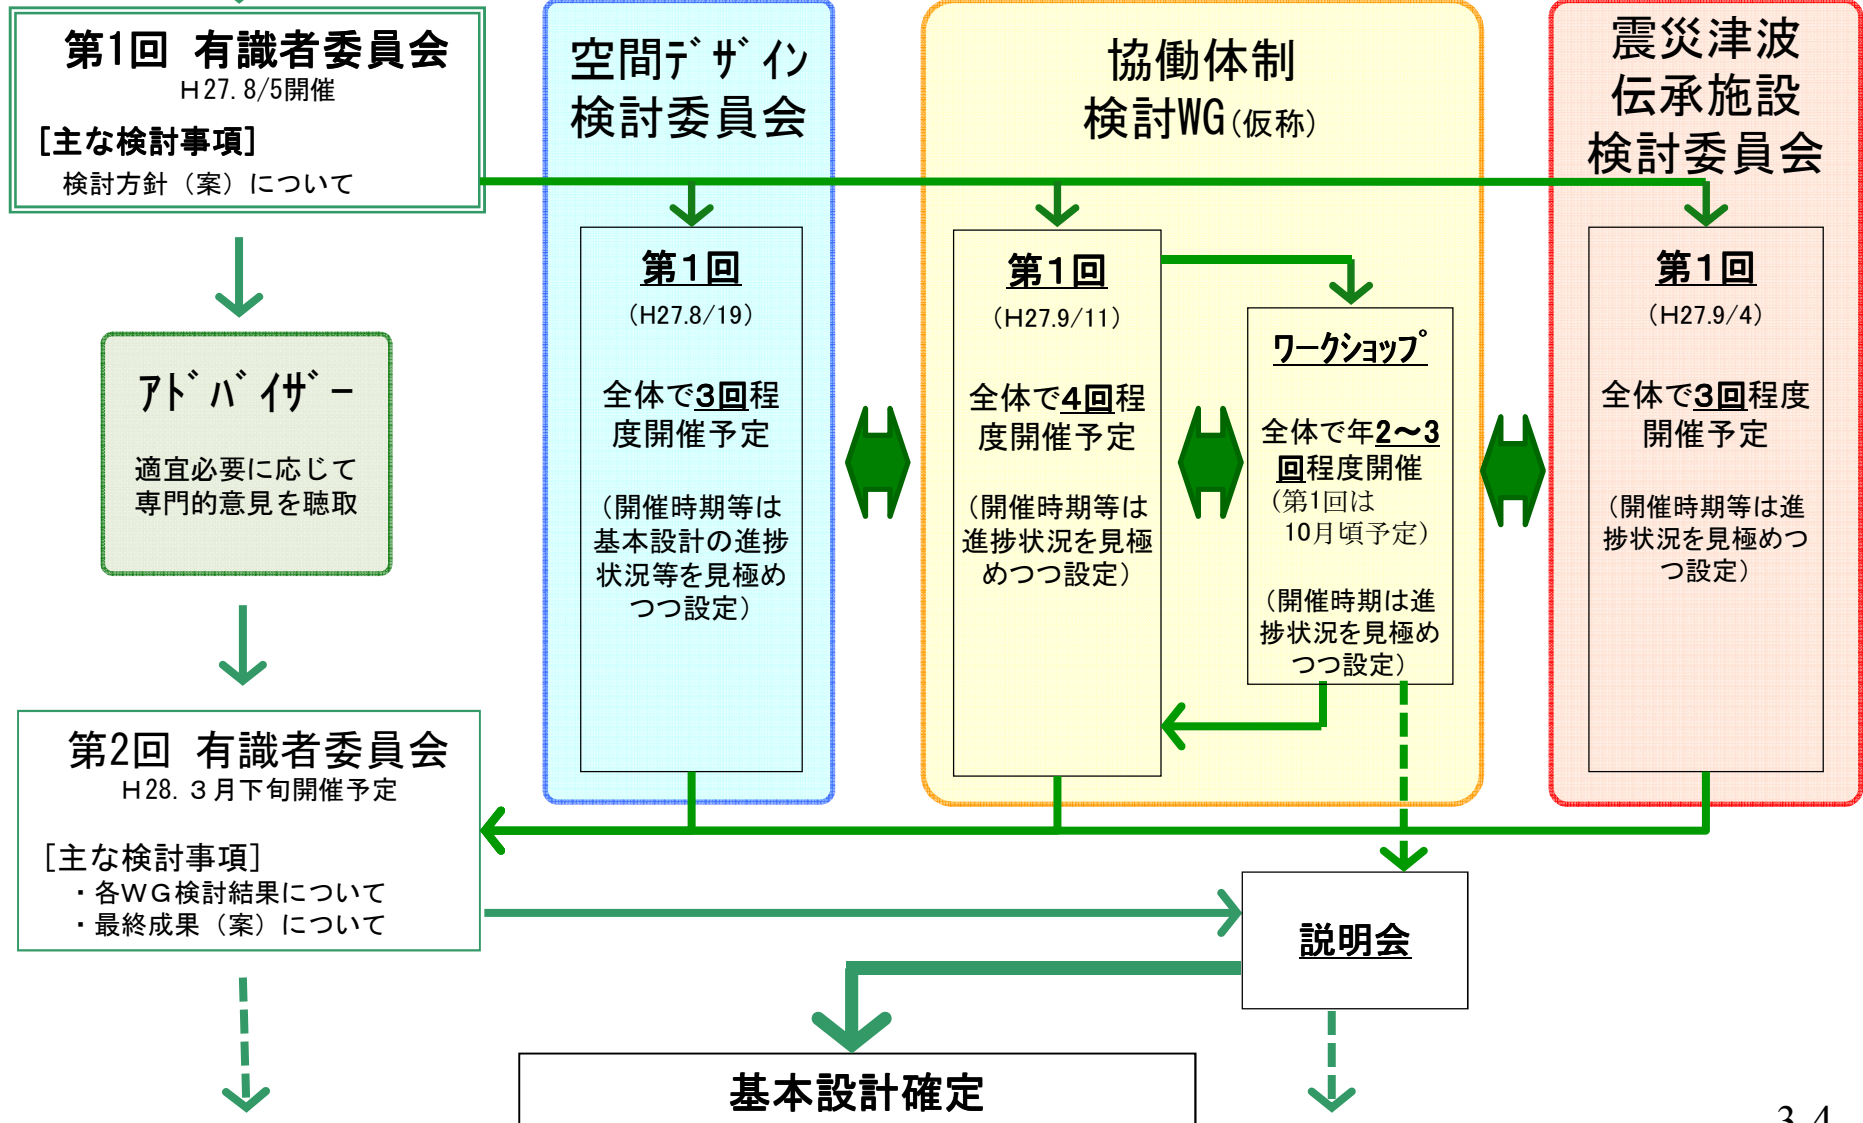 第1回 有識者委員会
H27. 8/5開催
[主な検討事項]
検討方針（案）について
アドバイザー
適宜必要に応じて
専門的意見を聴取
第2回 有識者委員会
H28. 3月下旬開催予定
[主な検討事項]
・各WG検討結果について
・最終成果（案）について
空間デザイン
検討委員会
第1回
（H27.8/19）
全体で3回程
度開催予定
（開催時期等は
基本設計の進捗
状況等を見極め
つつ設定）
協働体制
検討WG（仮称）
第1回
（H27.9/11）
全体で4回程
度開催予定
（開催時期等は
進捗状況を見極
めつつ設定）
ワークショップ
全体で年2～3
回程度開催
（第1回は
10月頃予定）
（開催時期は進
捗状況を見極め
つつ設定）
震災津波
伝承施設
検討委員会
第1回
（H27.9/4）
全体で3回程度
開催予定
（開催時期等は進
捗状況を見極めつ
つ設定）
説明会
基本設計確定
3-4